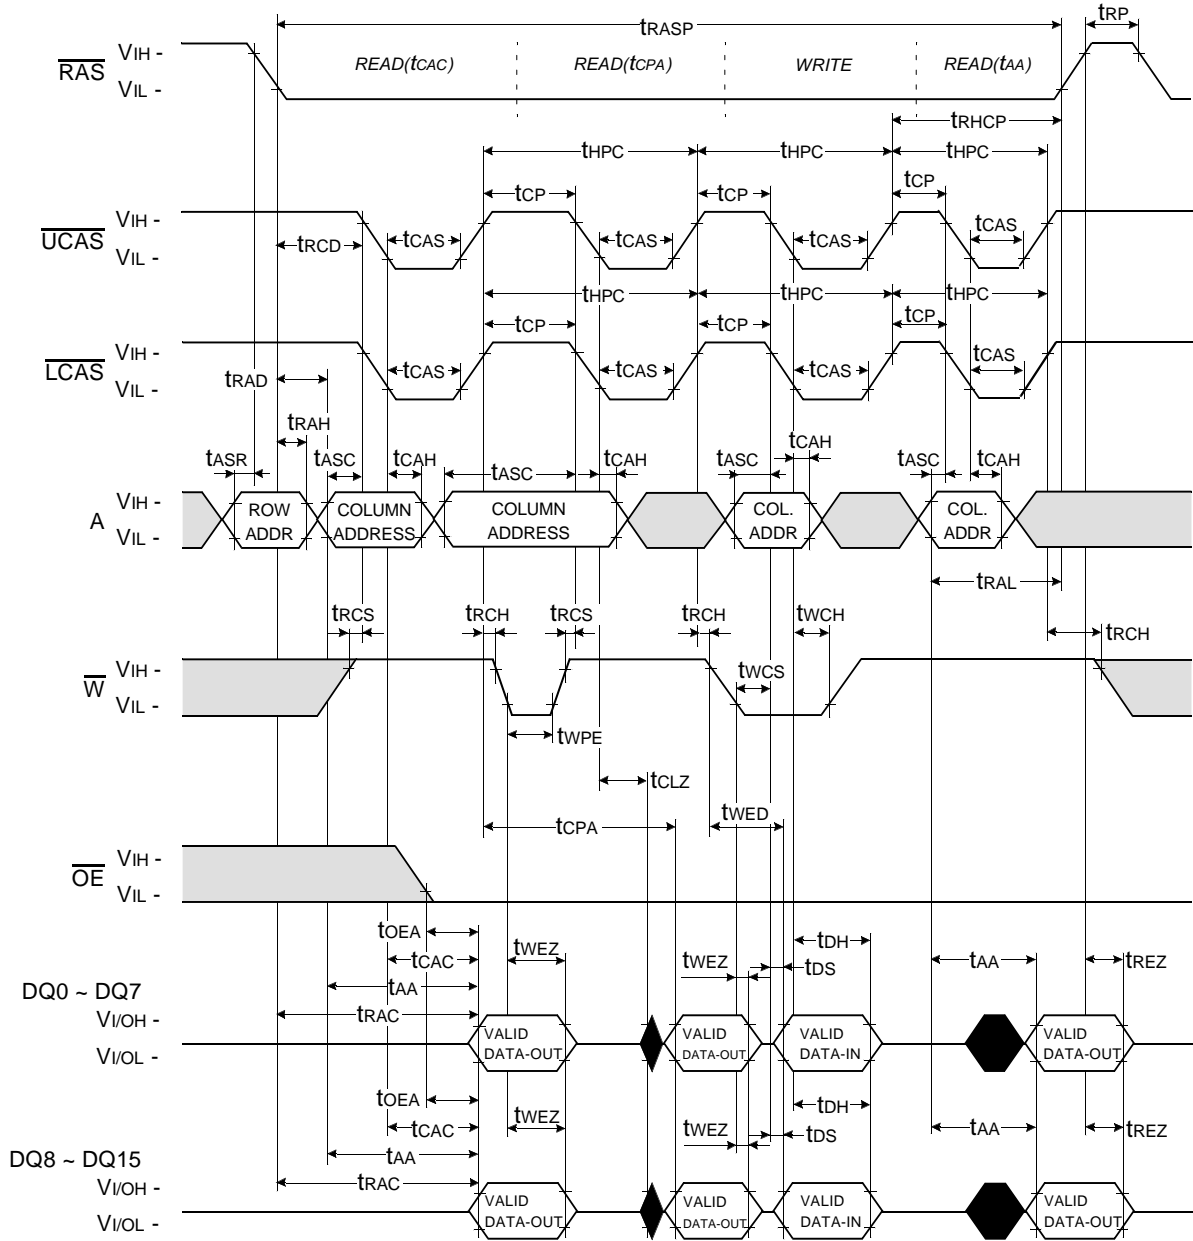 tRASP tRP
RAS VIH - VIL - READ(tCAC) READ(tCPA) WRITE READ(tAA)
tRHCP
tHPC tHPC tHPC
tCP tCP tCP
UCAS VIH - VIL - tRCD tCAS tCAS tCAS tCAS
tHPC tHPC tHPC
tCP tCP tCP
LCAS VIH - VIL - tCAS tCAS tCAS tCAS
tRAD
tRAH
tASR tASC tCAH tASC tCAH tASC tCAH tASC tCAH
A VIH - VIL -
ROW ADDR
COLUMN ADDRESS
COLUMN ADDRESS
COL. ADDR
COL. ADDR
tRAL
tRCS tRCH tRCS tRCH tWCH tRCH
W VIH - VIL -
tWCS
tWPE
tCLZ
tCPA tWED
OE VIH - VIL -
tOEA
tCAC tWEZ tWEZ tDH tDS tAA tREZ
tAA
tRAC
DQ0 ~ DQ7
VI/OH -
VI/OL -
VALID DATA-OUT
VALID DATA-OUT
VALID DATA-IN
VALID DATA-OUT
tOEA
tCAC tWEZ tWEZ tDH tDS tAA tREZ
tAA
tRAC
DQ8 ~ DQ15
VI/OH -
VI/OL -
VALID DATA-OUT
VALID DATA-OUT
VALID DATA-IN
VALID DATA-OUT